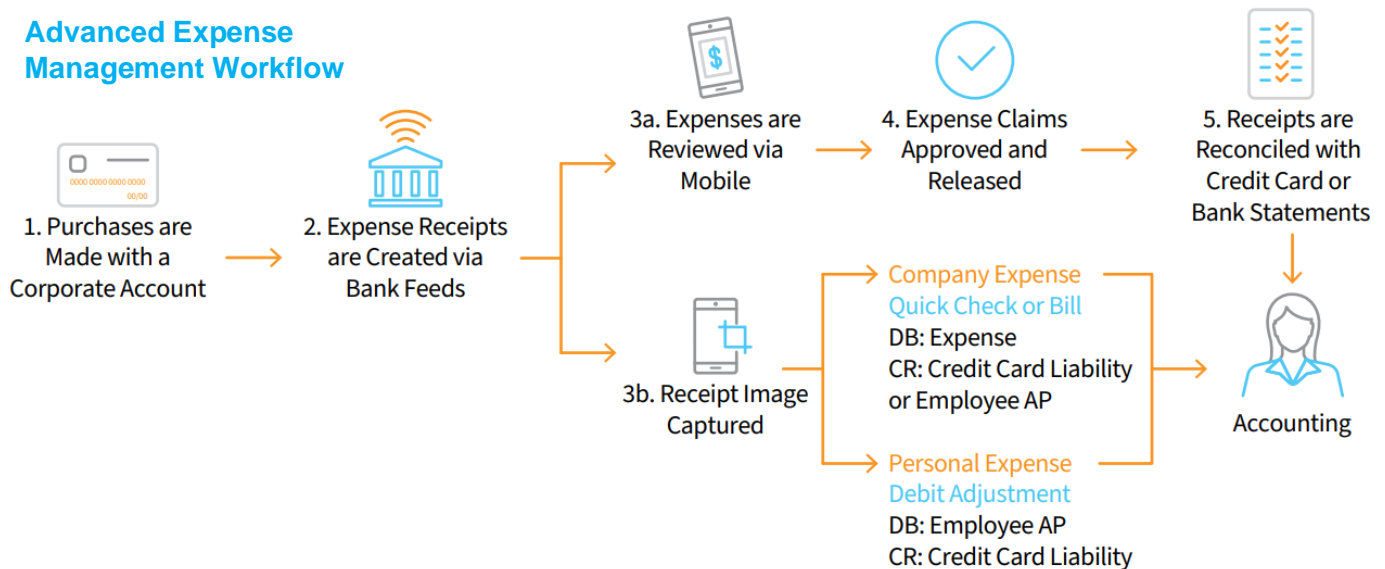 Advanced Expense
Management Workflow
0000 0000 0000 0000
00/00
1. Purchases are
Made with a
Corporate Account
2. Expense Receipts
are Created via
Bank Feeds
$
3a. Expenses are
Reviewed via
Mobile
4. Expense Claims
Approved and
Released
5. Receipts are
Reconciled with
Credit Card or
Bank Statements
3b. Receipt Image
Captured
Company Expense
Quick Check or Bill
DB: Expense
CR: Credit Card Liability
or Employee AP
Personal Expense
Debit Adjustment
DB: Employee AP
CR: Credit Card Liability
Accounting